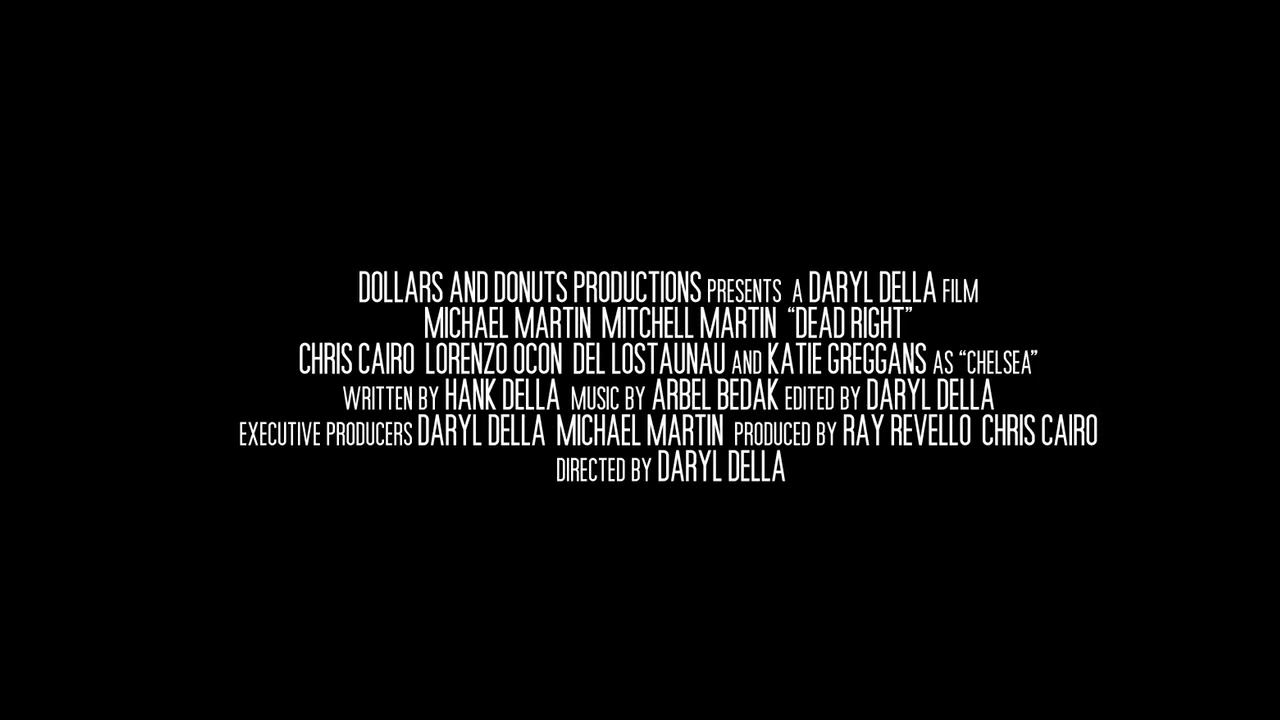 DOLLARS AND DONUTS PRODUCTIONS PRESENTS A DARYL DELLA FILM
MICHAEL MARTIN MITCHELL MARTIN “DEAD RIGHT”
CHRIS CAIRO LORENZO OCON DEL LOSTAUNAU AND KATIE GREGGANS AS “CHELSEA”
WRITTEN BY HANK DELLA MUSIC BY ARBEL BEDAK EDITED BY DARYL DELLA
EXECUTIVE PRODUCERS DARYL DELLA MICHAEL MARTIN PRODUCED BY RAY REVELLO CHRIS CAIRO
DIRECTED BY DARYL DELLA